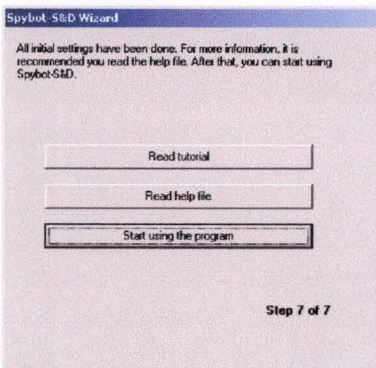 Spybot-S&D Wizard
All initial settings have been done. For more information, it is
recommended you read the help file. After that, you can start using
Spybot-S&D.
Read tutorial
Read help file
Start using the program
Step 7 of 7